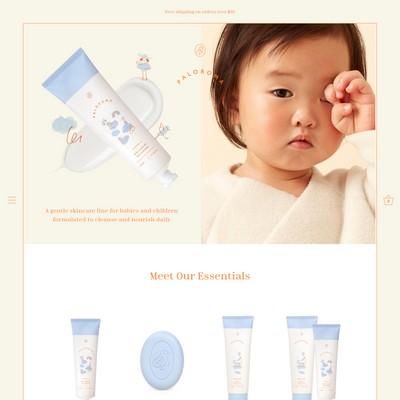 Free shipping on orders over $50
PALOROMA
PALOROMA
A gentle skincare line for babies and children
formulated to cleanse and nourish daily
Meet Our Essentials